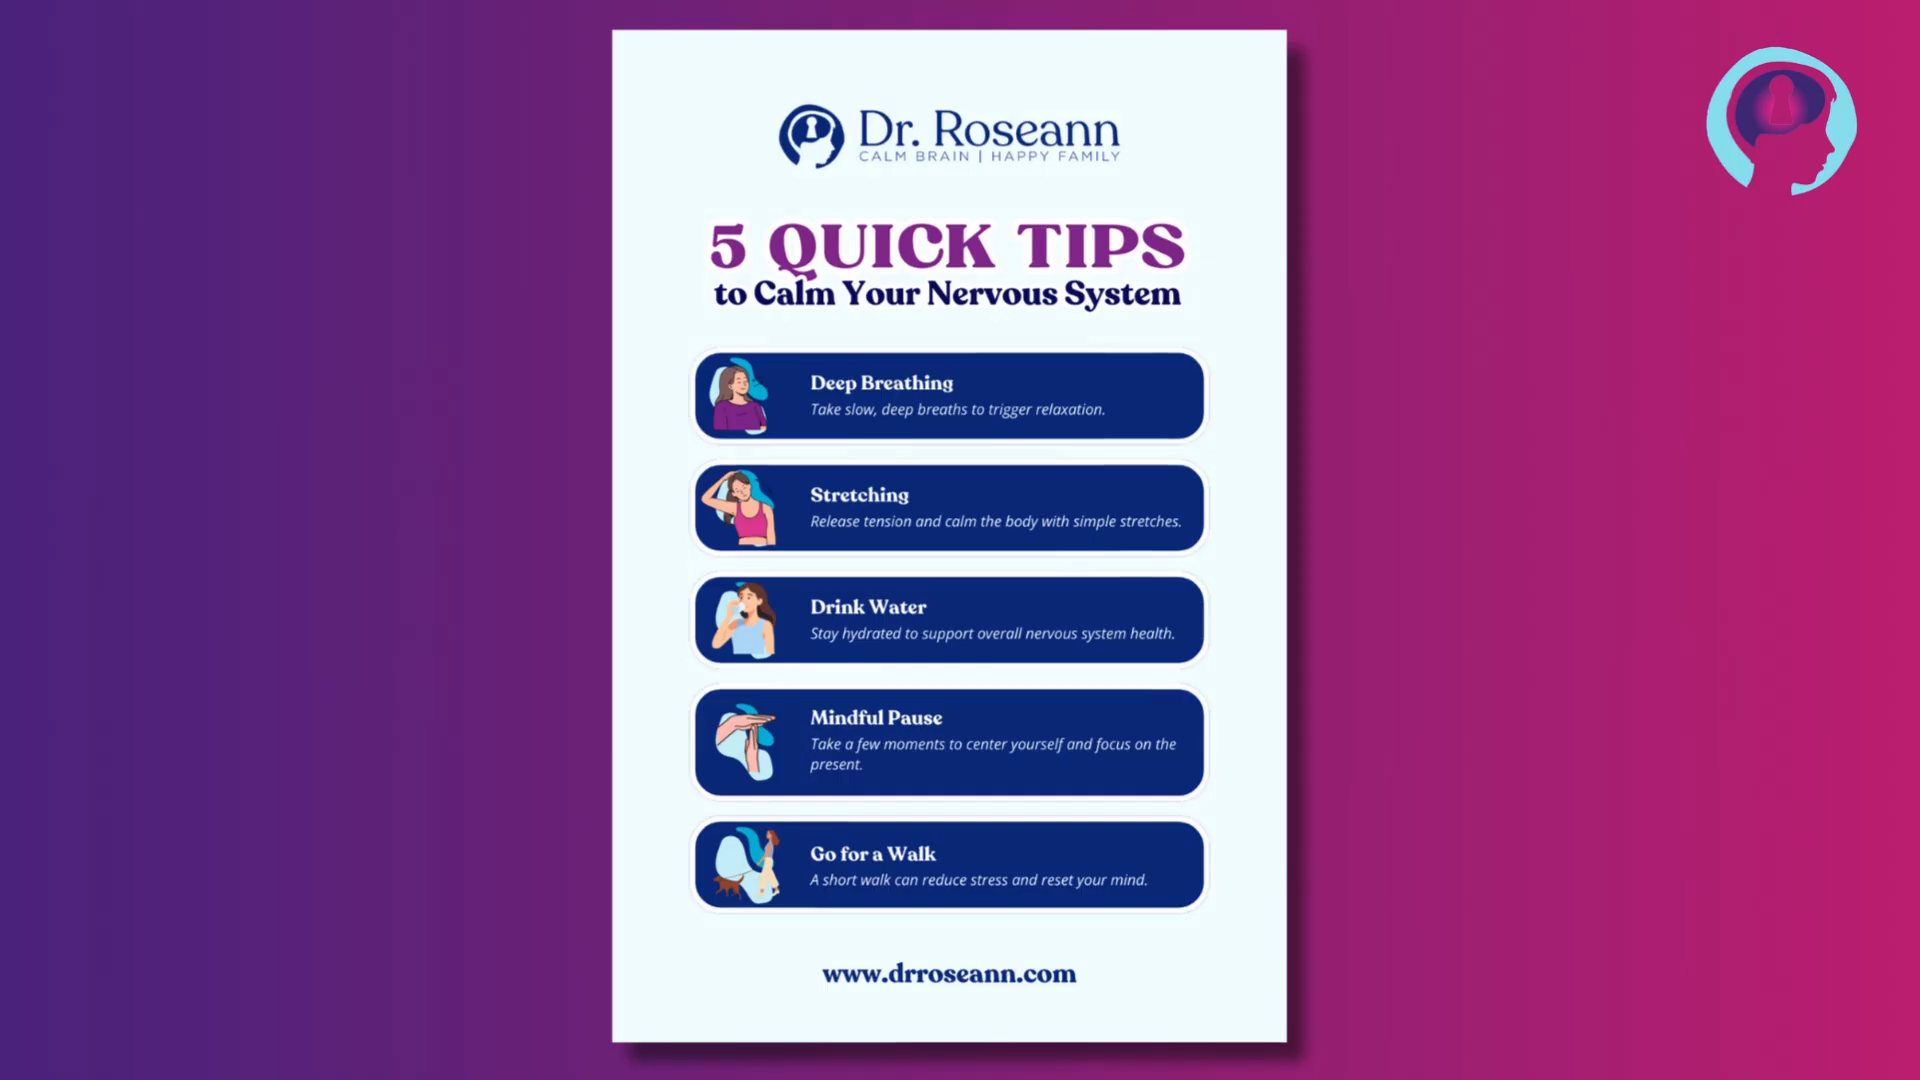 Dr. Roseann
CALM BRAIN | HAPPY FAMILY
5 QUICK TIPS
to Calm Your Nervous System
Deep Breathing
Take slow, deep breaths to trigger relaxation.
Stretching
Release tension and calm the body with simple stretches.
Drink Water
Stay hydrated to support overall nervous system health.
Mindful Pause
Take a few moments to center yourself and focus on the
present.
Go for a Walk
A short walk can reduce stress and reset your mind.
www.drroseann.com